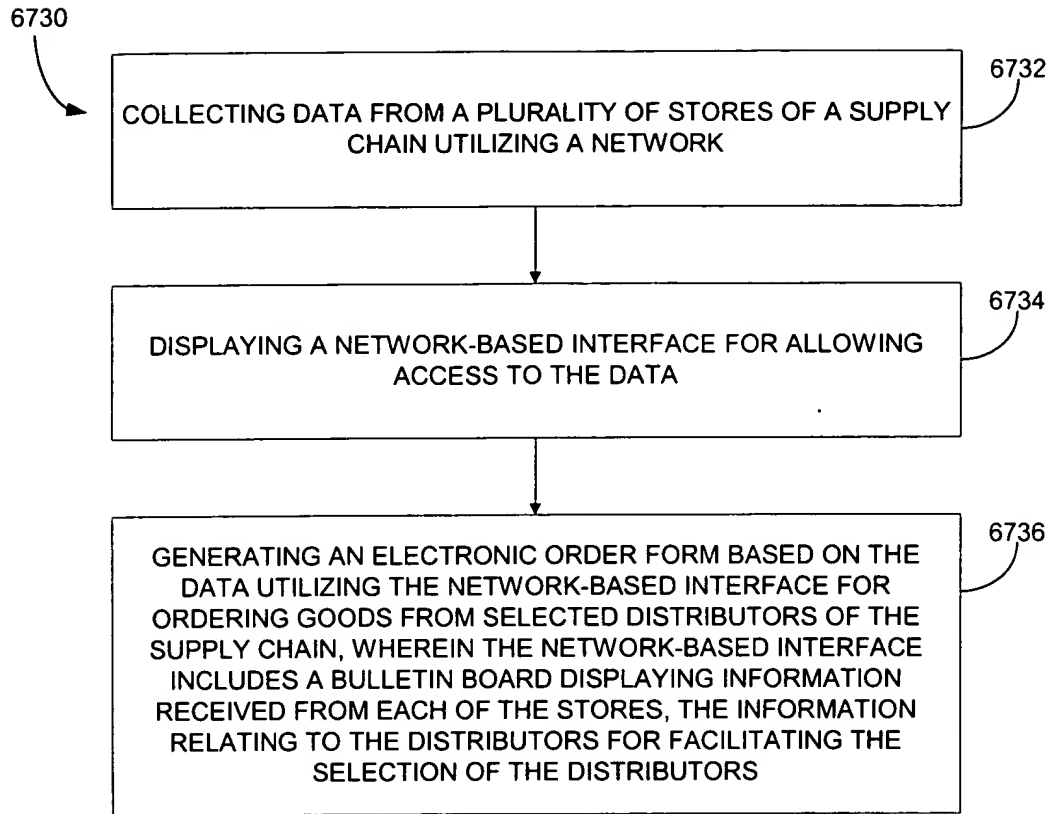 6730
6732
COLLECTING DATA FROM A PLURALITY OF STORES OF A SUPPLY
CHAIN UTILIZING A NETWORK
6734
DISPLAYING A NETWORK-BASED INTERFACE FOR ALLOWING
ACCESS TO THE DATA
6736
GENERATING AN ELECTRONIC ORDER FORM BASED ON THE
DATA UTILIZING THE NETWORK-BASED INTERFACE FOR
ORDERING GOODS FROM SELECTED DISTRIBUTORS OF THE
SUPPLY CHAIN, WHEREIN THE NETWORK-BASED INTERFACE
INCLUDES A BULLETIN BOARD DISPLAYING INFORMATION
RECEIVED FROM EACH OF THE STORES, THE INFORMATION
RELATING TO THE DISTRIBUTORS FOR FACILITATING THE
SELECTION OF THE DISTRIBUTORS